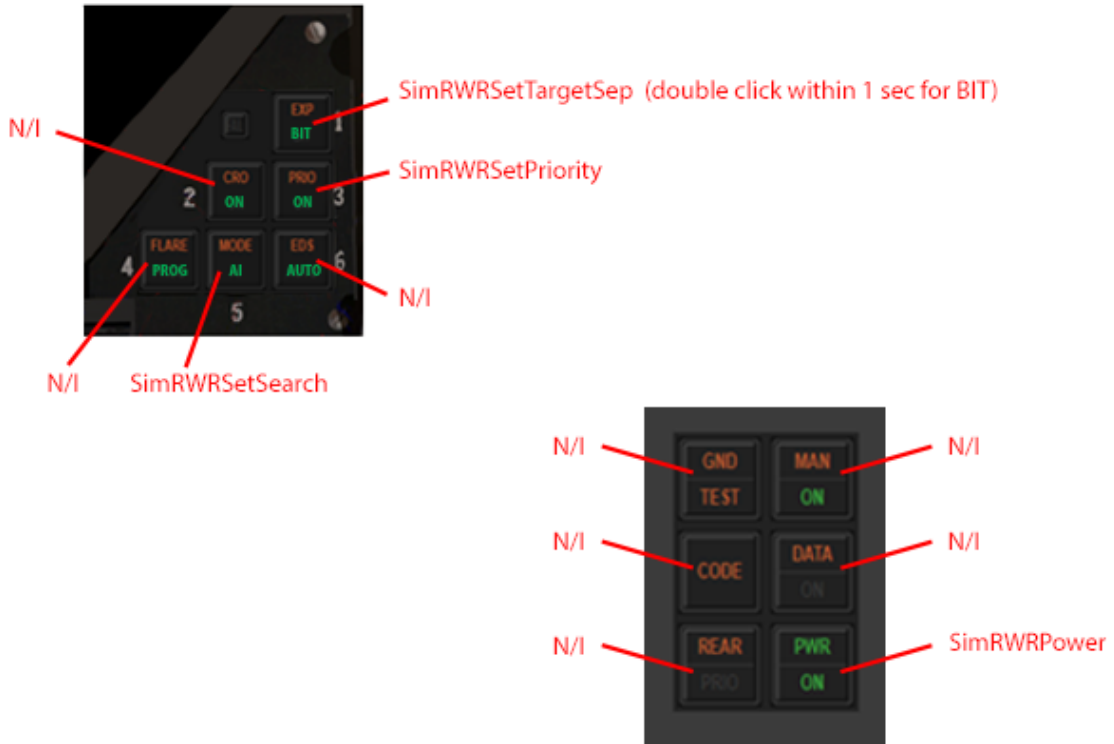 SimRWRSetTargetSep (double click within 1 sec for BIT)
EXP
BIT
1
N/I
SimRWRSetPriority
CRO
ON
2
PRIO
ON
3
FLARE
PROG
4
MODE
AI
5
EDS
AUTO
6
N/I
N/I
SimRWRSetSearch
N/I
GND
TEST
MAN
ON
N/I
N/I
CODE
DATA
ON
N/I
N/I
REAR
PRIO
PWR
ON
SimRWRPower